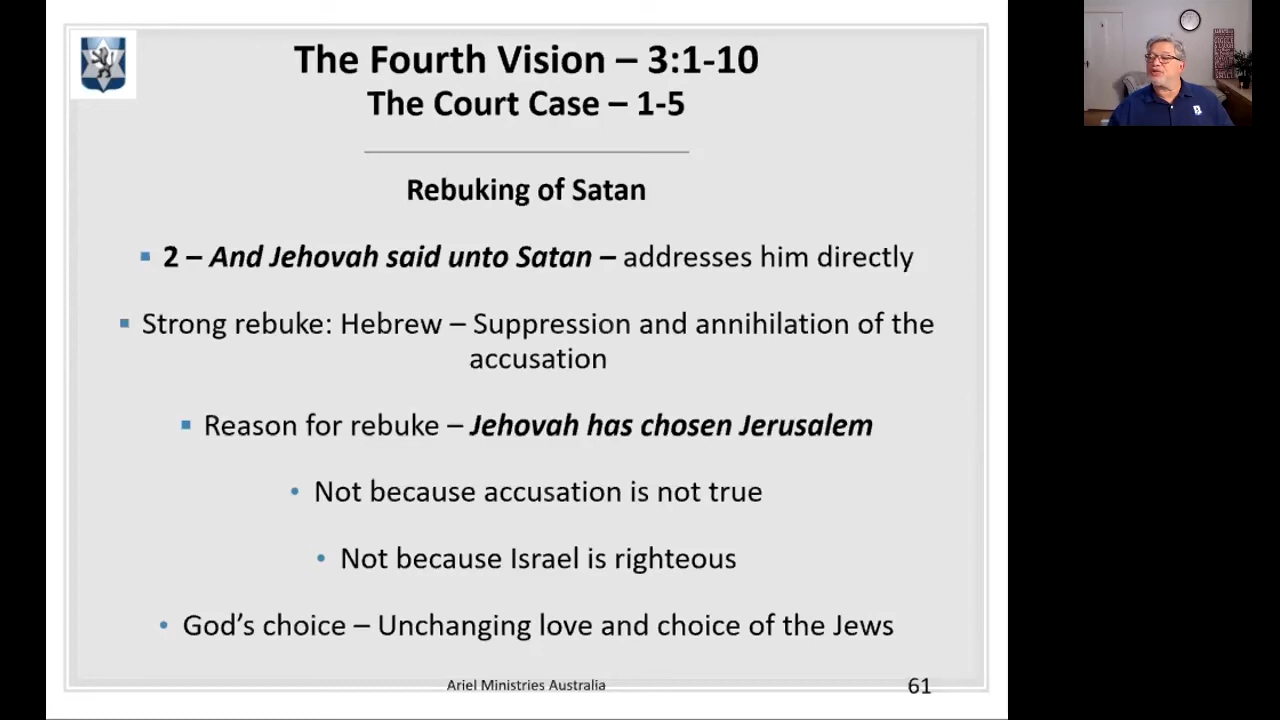 The Fourth Vision – 3:1-10
The Court Case – 1-5
Rebuking of Satan
▪ 2 – And Jehovah said unto Satan – addresses him directly
▪ Strong rebuke: Hebrew – Suppression and annihilation of the
accusation
▪ Reason for rebuke – Jehovah has chosen Jerusalem
• Not because accusation is not true
• Not because Israel is righteous
• God’s choice – Unchanging love and choice of the Jews
Ariel Ministries Australia
61